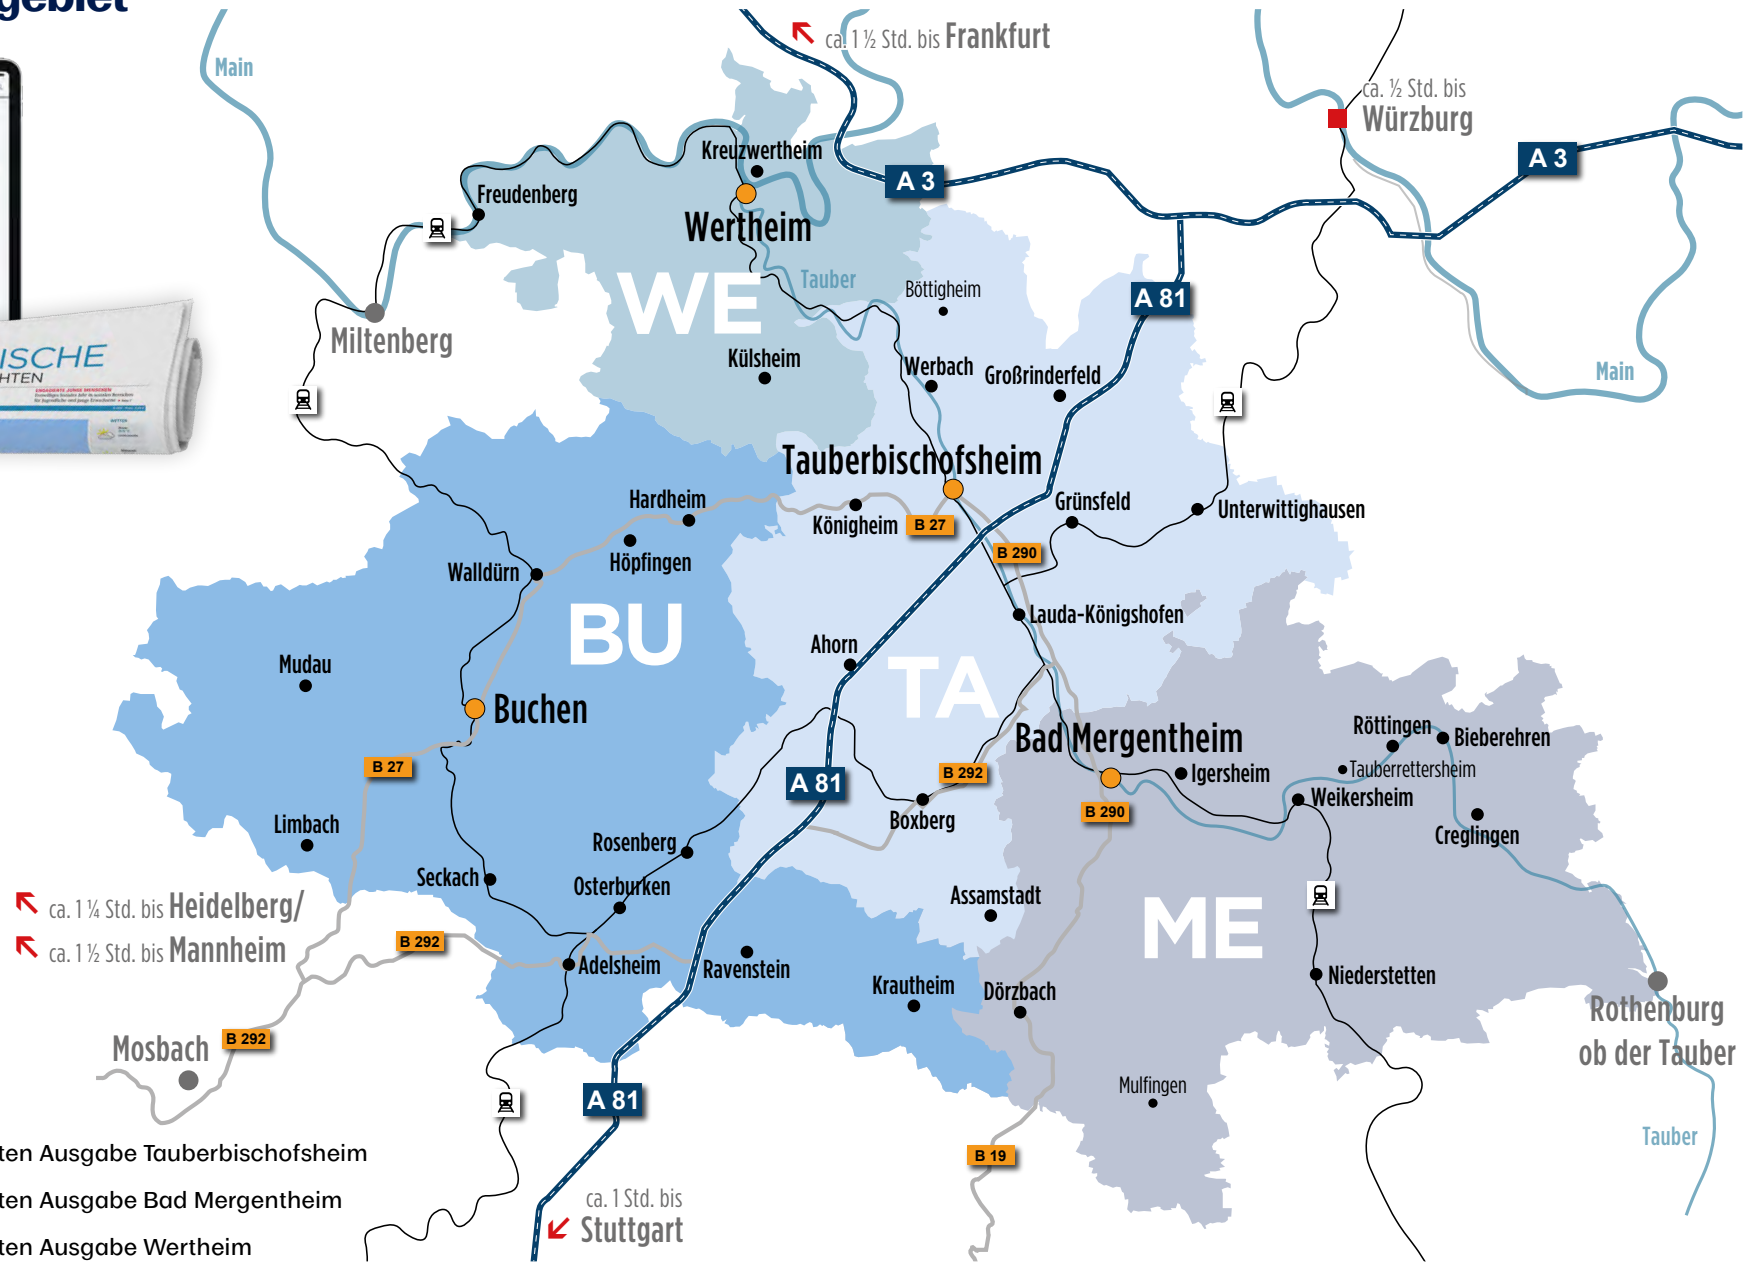 gebiet
ca. 1 ½ Std. bis Frankfurt
Main
ca. ½ Std. bis
Würzburg
A 3
A 3
Kreuzwertheim
Freudenberg
Wertheim
WE
Tauber
Böttigheim
A 81
Miltenberg
ISCHE
HTEN
Külsheim
Werbach
Großrinderfeld
Main
Tauberbischofsheim
Hardheim
Königheim
B 27
Grünsfeld
Unterwittighausen
Höpfingen
B 290
Walldürn
BU
Lauda-Königshofen
Ahorn
Mudau
TA
Buchen
Bad Mergentheim
Röttingen
Bieberehren
B 27
A 81
B 292
Igersheim
Tauberrettersheim
Weikersheim
B 290
Limbach
Boxberg
Creglingen
Rosenberg
Seckach
Osterburken
Assamstadt
ca. 1 ¼ Std. bis Heidelberg/
ca. 1 ½ Std. bis Mannheim
B 292
ME
Adelsheim
Ravenstein
Krautheim
Dörzbach
Niederstetten
Rothenburg
ob der Tauber
Mosbach
B 292
Mulfingen
A 81
Tauber
B 19
ten Ausgabe Tauberbischofsheim
ten Ausgabe Bad Mergentheim
ten Ausgabe Wertheim
ca. 1 Std. bis
Stuttgart